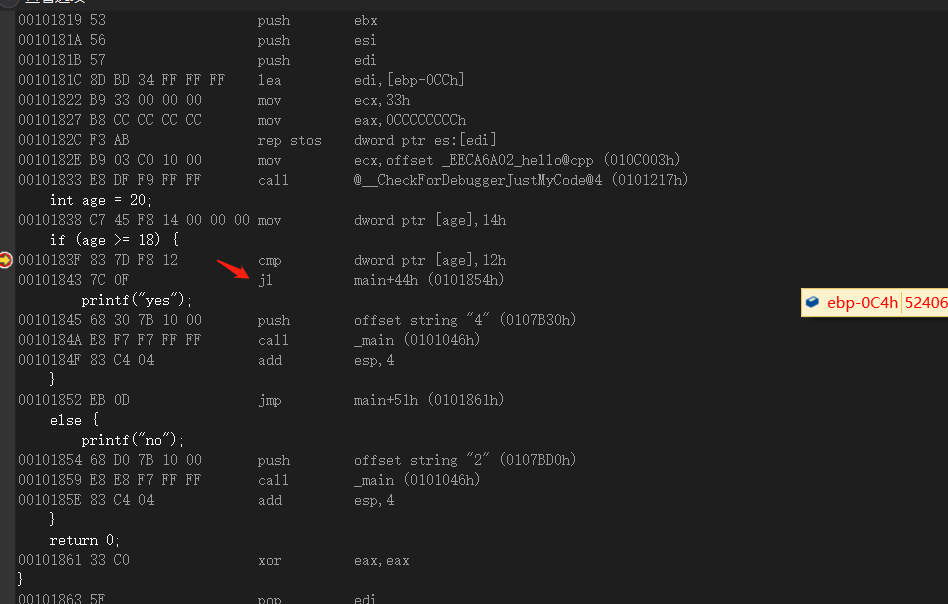 00101819 53 push ebx
0010181A 56 push esi
0010181B 57 push edi
0010181C 8D BD 34 FF FF FF lea edi,[ebp-0CCh]
00101822 B9 33 00 00 00 mov ecx,33h
00101827 B8 CC CC CC CC mov eax,0CCCCCCCCh
0010182C F3 AB rep stos dword ptr es:[edi]
0010182E B9 03 C0 10 00 mov ecx,offset _EECA6A02_hello@cpp (010C003h)
00101833 E8 DF F9 FF FF call @__CheckForDebuggerJustMyCode@4 (0101217h)
int age = 20;
00101838 C7 45 F8 14 00 00 00 mov dword ptr [age],14h
if (age >= 18) {
0010183F 83 7D F8 12 cmp dword ptr [age],12h
00101843 7C 0F jl main+44h (0101854h)
printf("yes");
ebp-0C4h 52406
00101845 68 30 7B 10 00 push offset string "4" (0107B30h)
0010184A E8 F7 F7 FF FF call _main (0101046h)
0010184F 83 C4 04 add esp,4
}
00101852 EB 0D jmp main+51h (0101861h)
else {
printf("no");
00101854 68 D0 7B 10 00 push offset string "2" (0107BD0h)
00101859 E8 E8 F7 FF FF call _main (0101046h)
0010185E 83 C4 04 add esp,4
}
return 0;
00101861 33 C0 xor eax,eax
}
00101863 5F pop edi